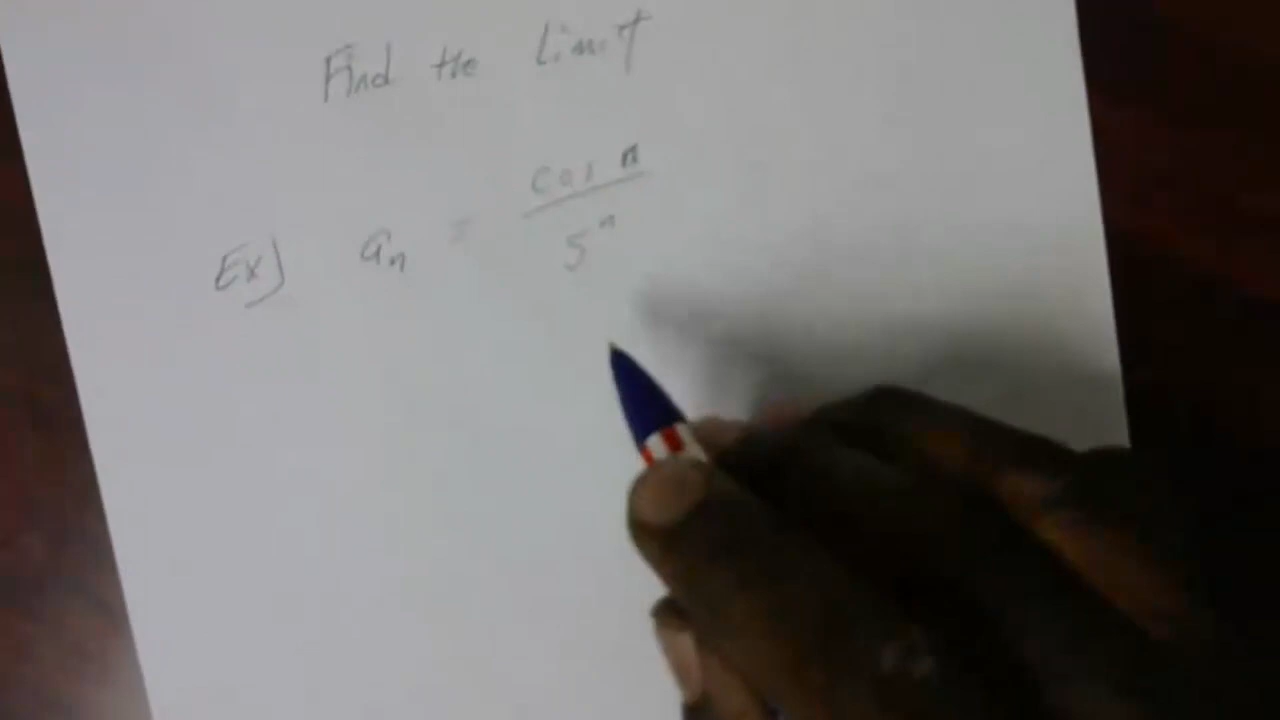 Find the Limit
Ex) aₙ = cos n / 5ⁿ